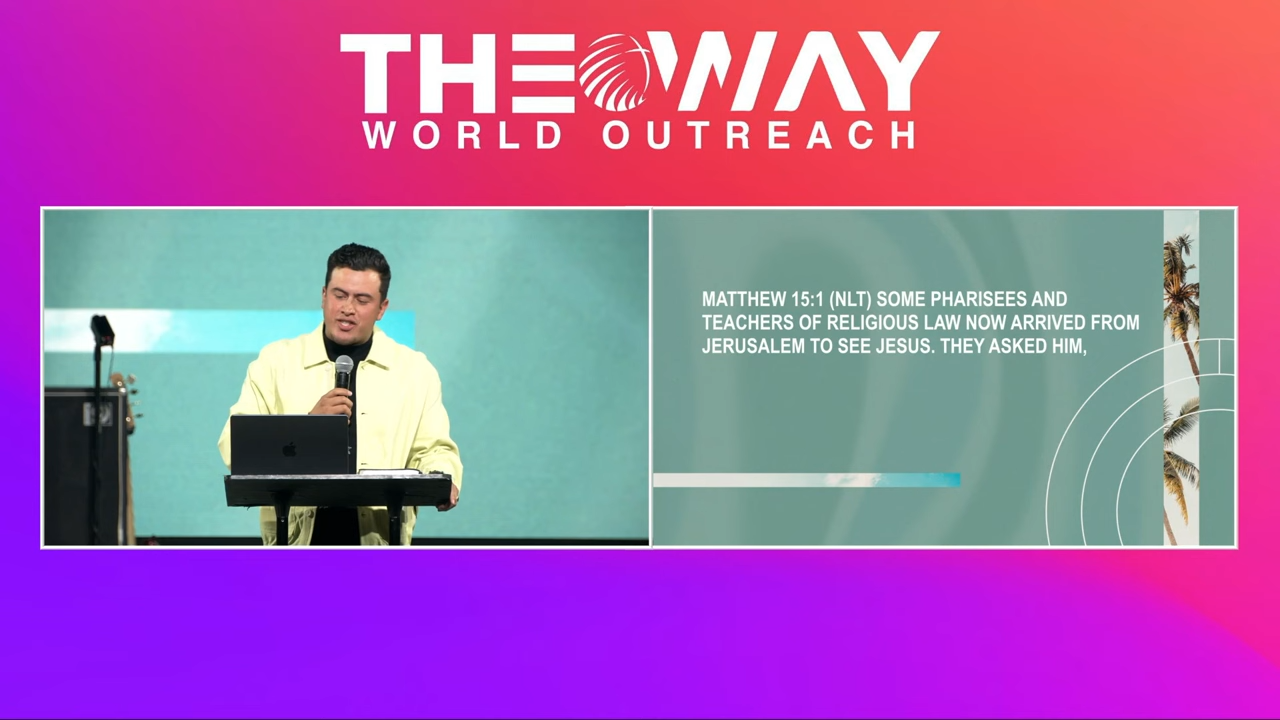 THE WAY
WORLD OUTREACH
MATTHEW 15:1 (NLT) SOME PHARISEES AND
TEACHERS OF RELIGIOUS LAW NOW ARRIVED FROM
JERUSALEM TO SEE JESUS. THEY ASKED HIM,